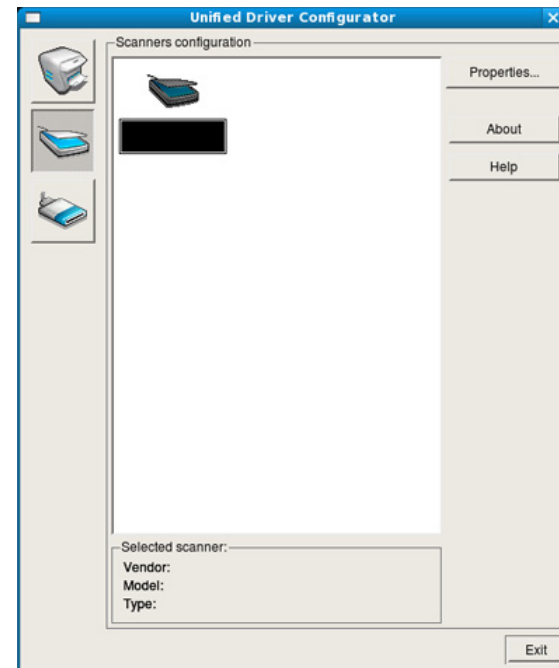 Unified Driver Configurator
Scanners configuration
Properties...
About
Help
Selected scanner:
Vendor:
Model:
Type:
Exit